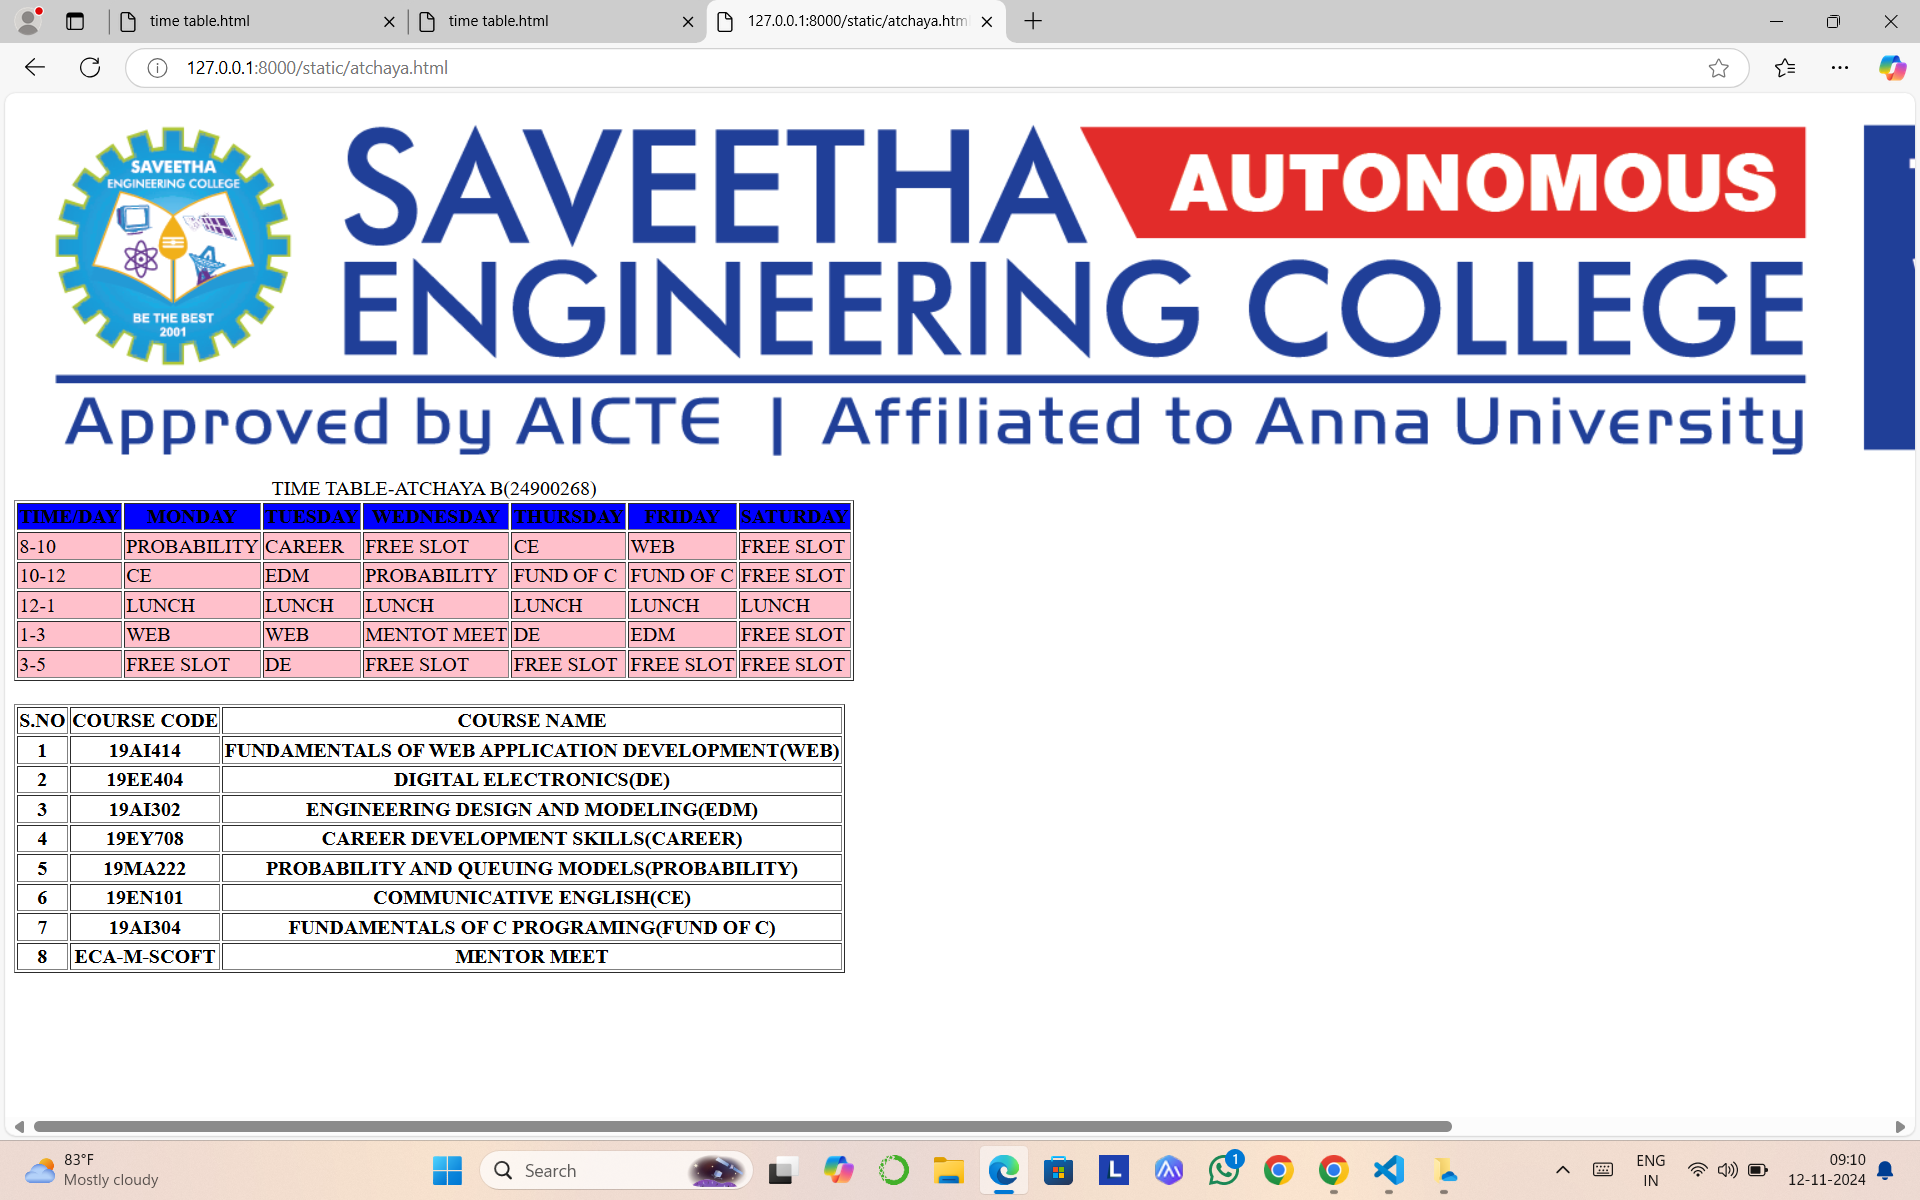 time table.html
time table.html
127.0.0.1:8000/static/atchaya.htm
127.0.0.1:8000/static/atchaya.html
SAVEETHA
ENGINEERING COLLEGE
BE THE BEST
2001
SAVEETHA AUTONOMOUS
ENGINEERING COLLEGE
Approved by AICTE | Affiliated to Anna University
TIME TABLE-ATCHAYA B(24900268)
TIME/DAY MONDAY TUESDAY WEDNESDAY THURSDAY FRIDAY SATURDAY
8-10 PROBABILITY CAREER FREE SLOT CE WEB FREE SLOT
10-12 CE EDM PROBABILITY FUND OF C FUND OF C FREE SLOT
12-1 LUNCH LUNCH LUNCH LUNCH LUNCH LUNCH
1-3 WEB WEB MENTOT MEET DE EDM FREE SLOT
3-5 FREE SLOT DE FREE SLOT FREE SLOT FREE SLOT FREE SLOT
S.NO COURSE CODE COURSE NAME
1 19AI414 FUNDAMENTALS OF WEB APPLICATION DEVELOPMENT(WEB)
2 19EE404 DIGITAL ELECTRONICS(DE)
3 19AI302 ENGINEERING DESIGN AND MODELING(EDM)
4 19EY708 CAREER DEVELOPMENT SKILLS(CAREER)
5 19MA222 PROBABILITY AND QUEUING MODELS(PROBABILITY)
6 19EN101 COMMUNICATIVE ENGLISH(CE)
7 19AI304 FUNDAMENTALS OF C PROGRAMING(FUND OF C)
8 ECA-M-SCOFT MENTOR MEET
83°F
Mostly cloudy
Search
L
1
ENG
IN
09:10
12-11-2024